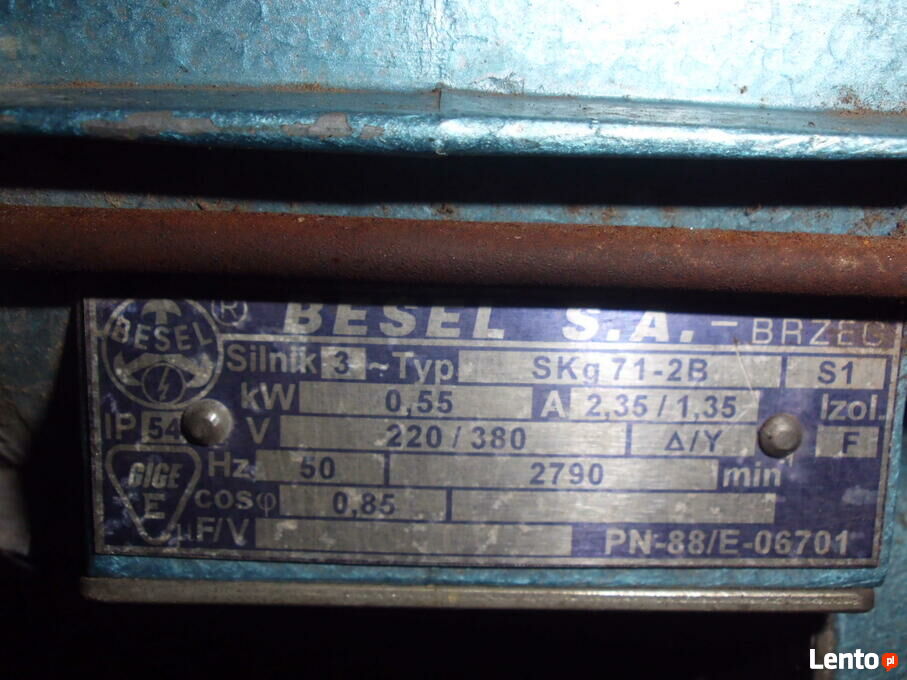 BESEL ® BESEL S.A. - BRZEG
Silnik 3 ~ Typ SKg 71-2B S1
kW 0,55 A 2,35 / 1,35 Izol.
IP 54 V 220 / 380 Δ/Y F
GIGE E Hz 50 2790 min
cosφ 0,85
μF/V PN-88/E-06701
Lento.pl